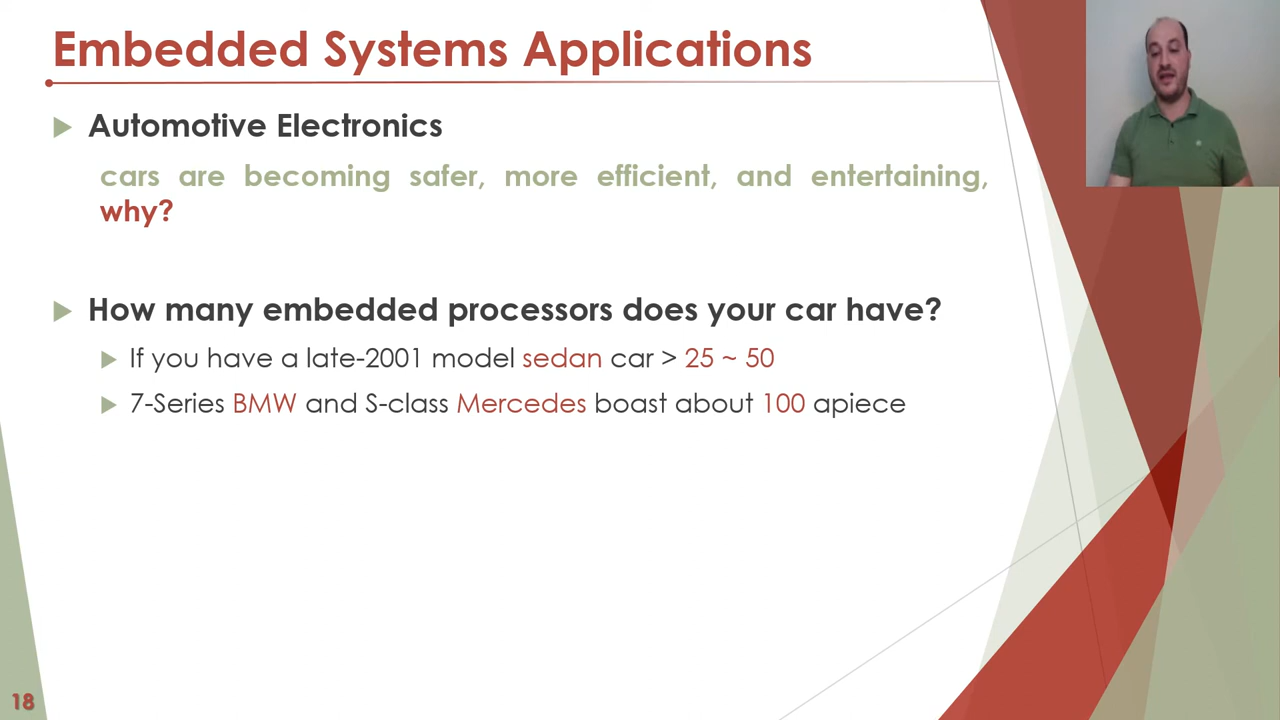 Embedded Systems Applications
Automotive Electronics
cars are becoming safer, more efficient, and entertaining,
why?
How many embedded processors does your car have?
If you have a late-2001 model sedan car > 25 ~ 50
7-Series BMW and S-class Mercedes boast about 100 apiece
18